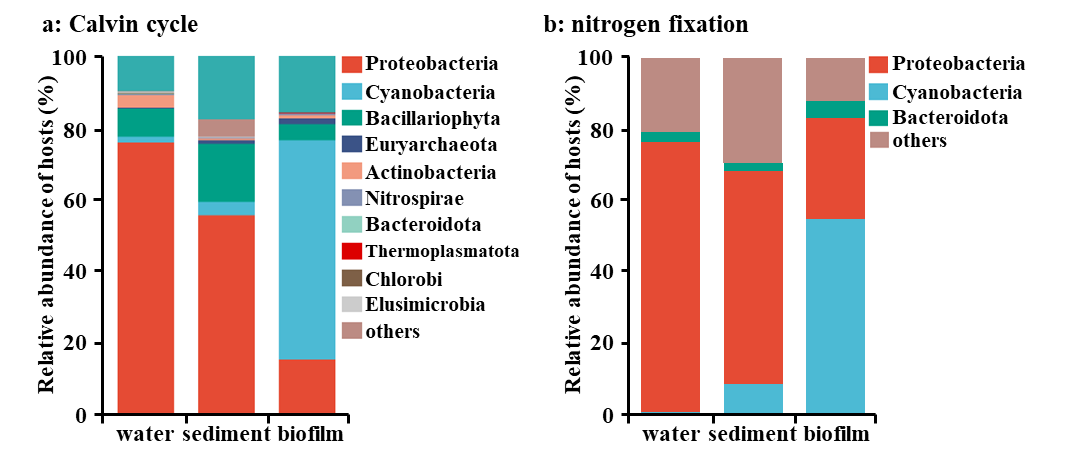 a: Calvin cycle
Relative abundance of hosts (%)
100
80
60
40
20
0
water sediment biofilm
Proteobacteria
Cyanobacteria
Bacillariophyta
Euryarchaeota
Actinobacteria
Nitrospirae
Bacteroidota
Thermoplasmatota
Chlorobi
Elusimicrobia
others
b: nitrogen fixation
Relative abundance of hosts (%)
100
80
60
40
20
0
water sediment biofilm
Proteobacteria
Cyanobacteria
Bacteroidota
others